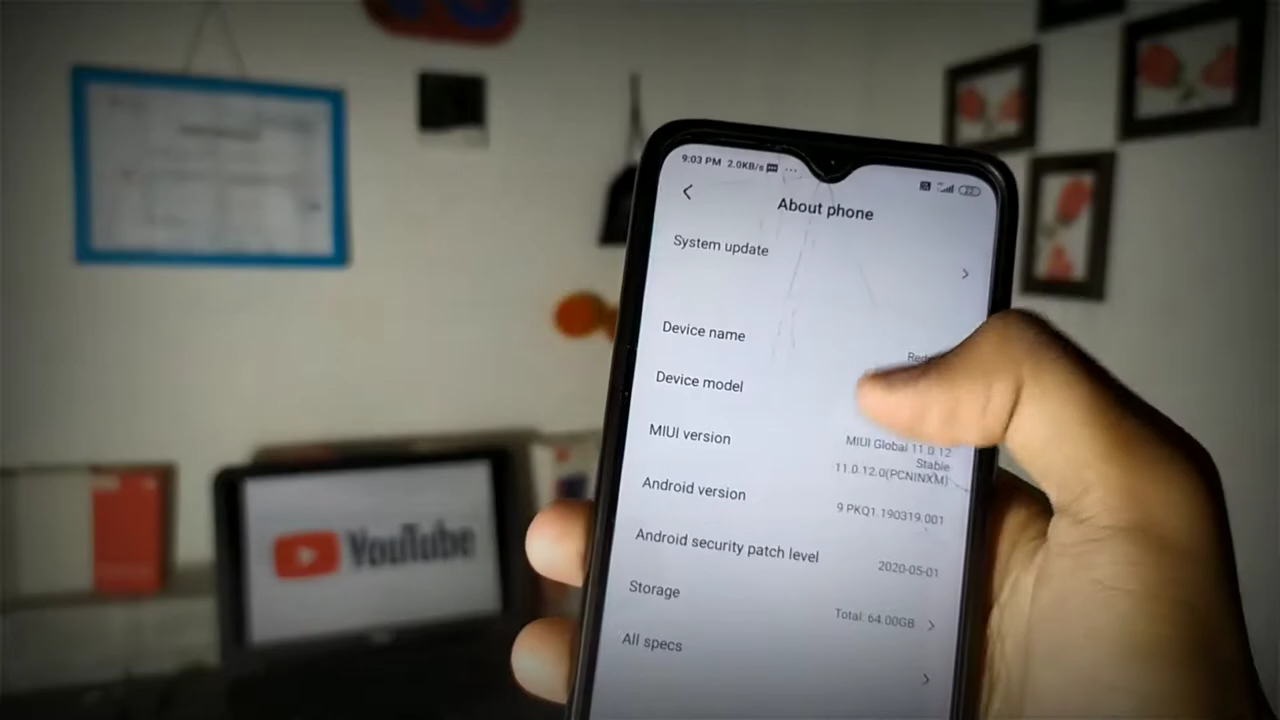 9:03 PM 2.0KB/s
About phone
System update
Device name
Device model
MIUI version
MIUI Global 11.0.12
Stable
11.0.12.0(PCNINXM)
Android version
9 PKQ1.190319.001
Android security patch level
2020-05-01
Storage
Total: 64.00GB
All specs
YouTube